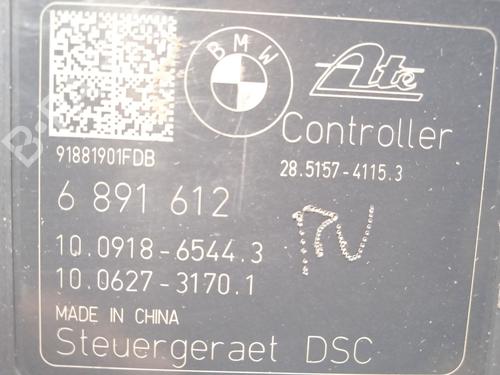 BMW
Ate
Controller
91881901FDB
28.5157-4115.3
6 891 612
10.0918-6544.3
10.0627-3170.1
MADE IN CHINA
Steuergeraet DSC